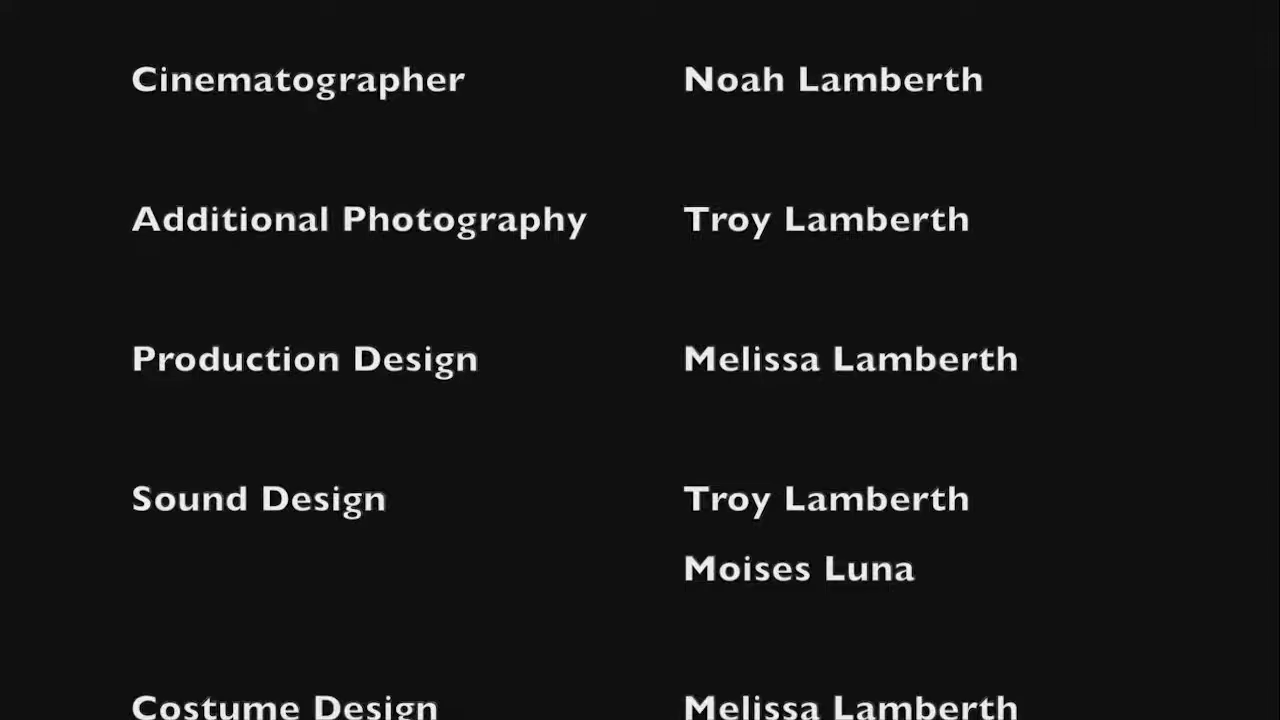 Cinematographer Noah Lamberth
Additional Photography Troy Lamberth
Production Design Melissa Lamberth
Sound Design Troy Lamberth
Moises Luna
Costume Design Melissa Lamberth